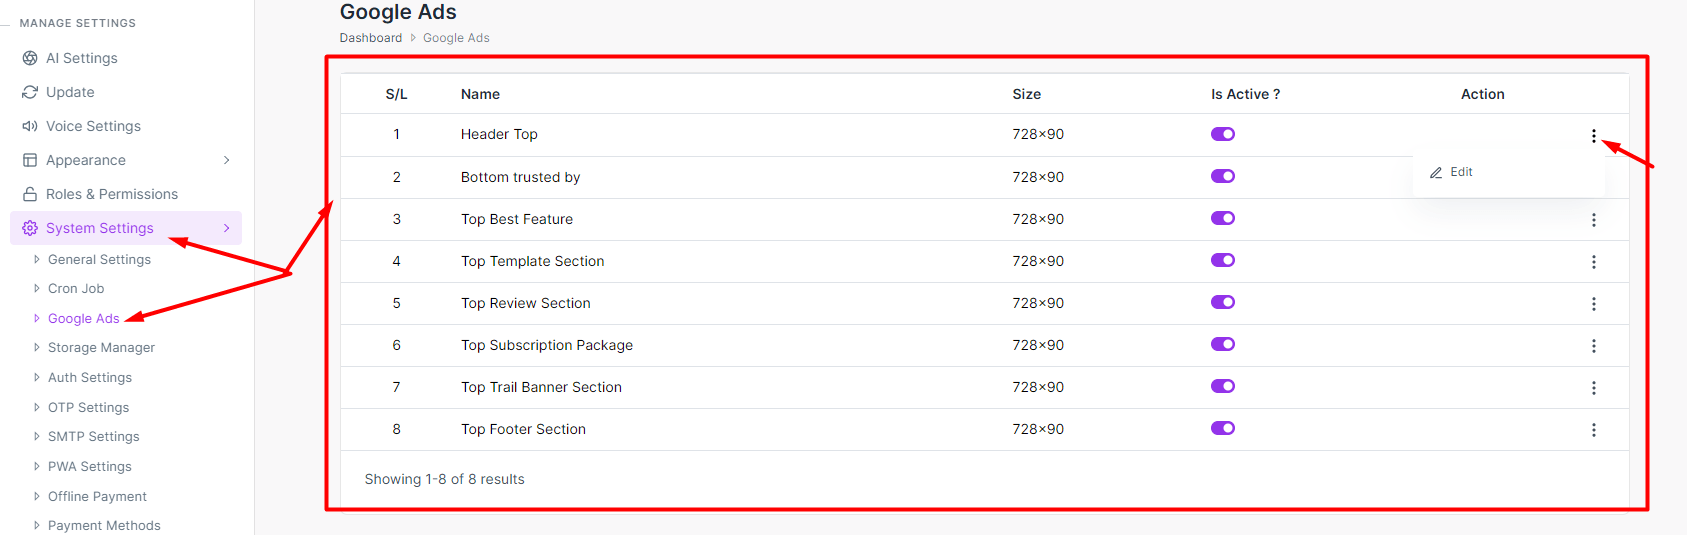 MANAGE SETTINGS
AI Settings
Update
Voice Settings
Appearance
Roles & Permissions
System Settings
General Settings
Cron Job
Google Ads
Storage Manager
Auth Settings
OTP Settings
SMTP Settings
PWA Settings
Offline Payment
Payment Methods
Google Ads
Dashboard Google Ads
S/L Name Size Is Active ? Action
1 Header Top 728×90
Edit
2 Bottom trusted by 728×90
3 Top Best Feature 728×90
4 Top Template Section 728×90
5 Top Review Section 728×90
6 Top Subscription Package 728×90
7 Top Trail Banner Section 728×90
8 Top Footer Section 728×90
Showing 1-8 of 8 results